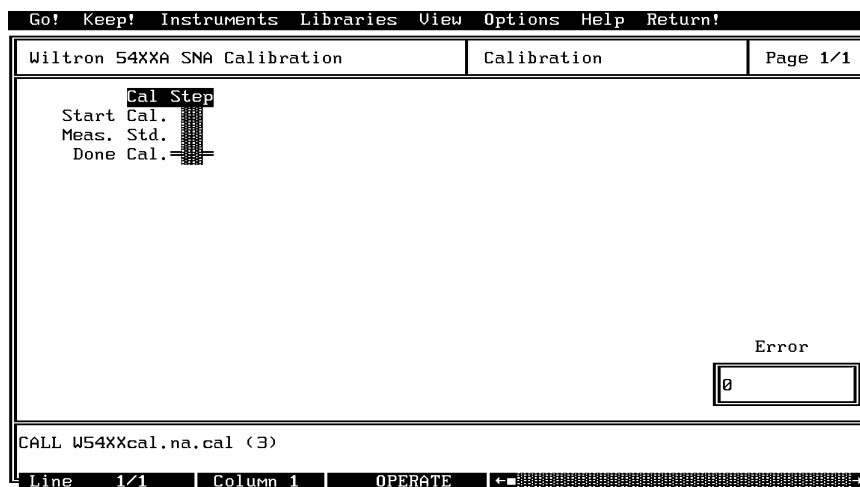 Go! Keep! Instruments Libraries View Options Help Return!
Wiltron 54XXA SNA Calibration Calibration Page 1/1
Cal Step
Start Cal.
Meas. Std.
Done Cal.
Error
0
CALL W54XXcal.na.cal (3)
Line 1/1 Column 1 OPERATE